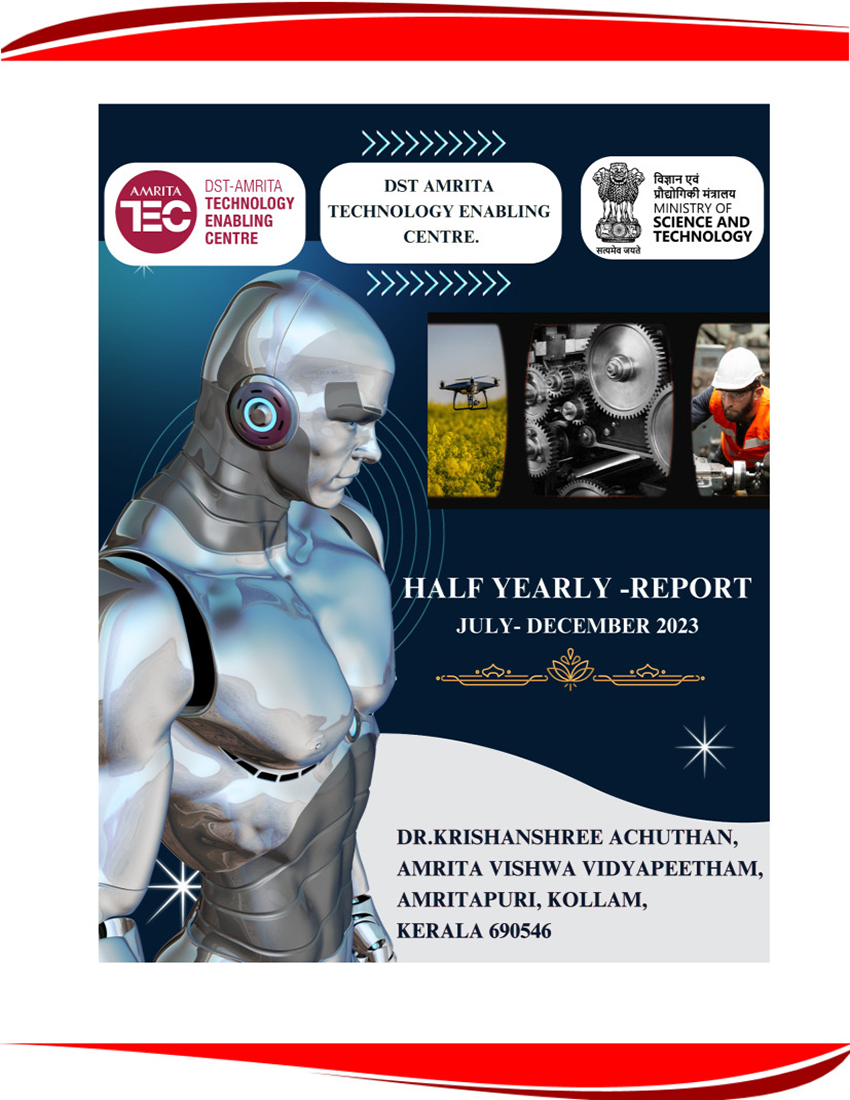 AMRITA
TEC
DST-AMRITA
TECHNOLOGY
ENABLING
CENTRE
DST AMRITA
TECHNOLOGY ENABLING
CENTRE.
विज्ञान एवं
प्रौद्योगिकी मंत्रालय
MINISTRY OF
SCIENCE AND
TECHNOLOGY
सत्यमेव जयते
HALF YEARLY -REPORT
JULY- DECEMBER 2023
DR.KRISHANSHREE ACHUTHAN,
AMRITA VISHWA VIDYAPEETHAM,
AMRITAPURI, KOLLAM,
KERALA 690546